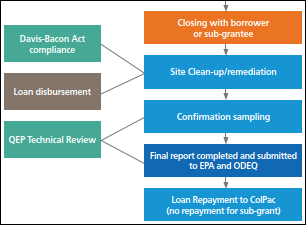 Closing with borrower
or sub-grantee
Davis-Bacon Act
compliance
Site Clean-up/remediation
Loan disbursement
Confirmation sampling
QEP Technical Review
Final report completed and submitted
to EPA and ODEQ
Loan Repayment to ColPac
(no repayment for sub-grant)